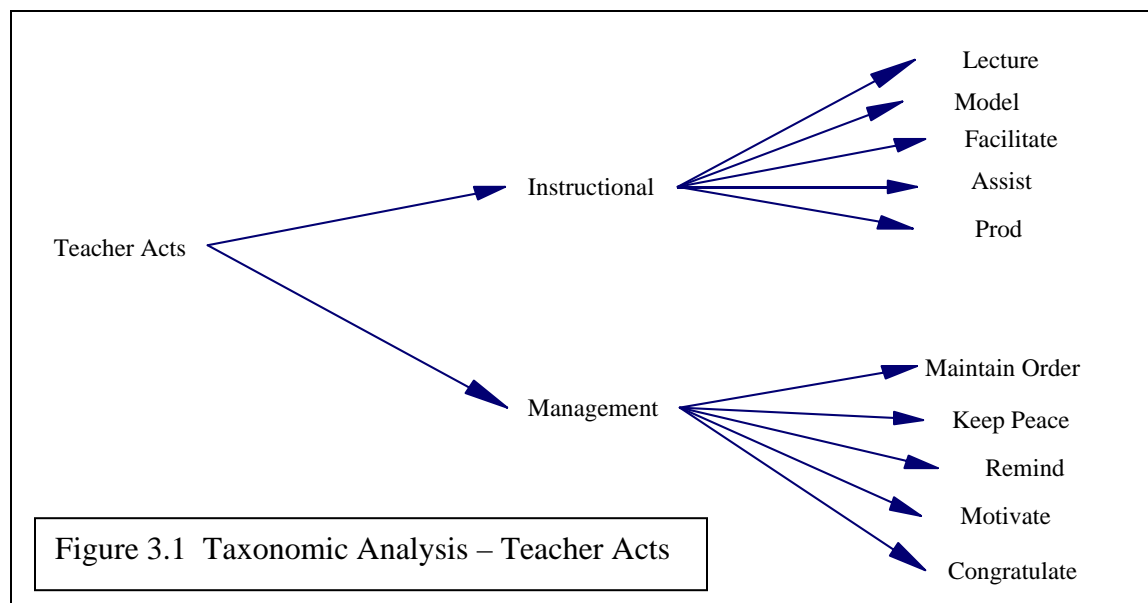 Teacher Acts
Instructional
Lecture
Model
Facilitate
Assist
Prod
Management
Maintain Order
Keep Peace
Remind
Motivate
Congratulate
Figure 3.1  Taxonomic Analysis – Teacher Acts